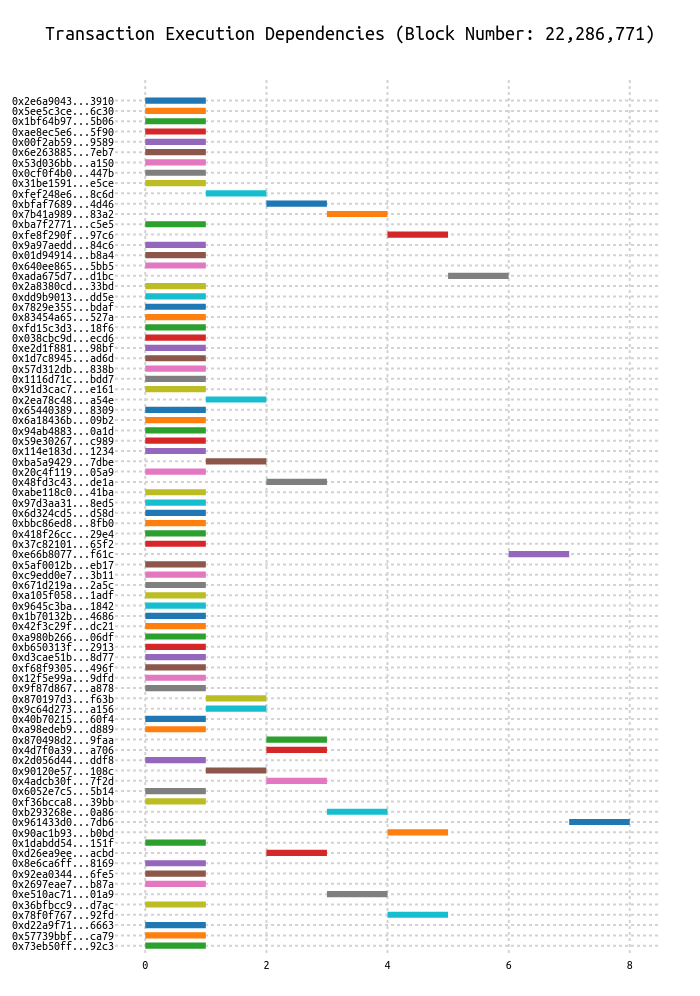 Transaction Execution Dependencies (Block Number: 22,286,771)
0x2e6a9043...3910
0x5ee5c3ce...6c30
0x1bf64b97...5b06
0xae8ec5e6...5f90
0x00f2ab59...9589
0x6e263885...7eb7
0x53d036bb...a150
0x0cf0f4b0...447b
0x31be1591...e5ce
0xfef248e6...8c6d
0xbfaf7689...4d46
0x7b41a989...83a2
0xba7f2771...c5e5
0xfe8f290f...97c6
0x9a97aedd...84c6
0x01d94914...b8a4
0x640ee865...5bb5
0xada675d7...d1bc
0x2a8380cd...33bd
0xdd9b9013...dd5e
0x7829e355...bdaf
0x83454a65...527a
0xfd15c3d3...18f6
0x038cbc9d...ecd6
0xe2d1f881...98bf
0x1d7c8945...ad6d
0x57d312db...838b
0x1116d71c...bdd7
0x91d3cac7...e161
0x2ea78c48...a54e
0x65440389...8309
0x6a18436b...09b2
0x94ab4883...0a1d
0x59e30267...c989
0x114e183d...1234
0xba5a9429...7dbe
0x20c4f119...05a9
0x48fd3c43...de1a
0xabe118c0...41ba
0x97d3aa31...8ed5
0x6d324cd5...d58d
0xbbc86ed8...8fb0
0x418f26cc...29e4
0x37c82101...65f2
0xe66b8077...f61c
0x5af0012b...eb17
0xc9edd0e7...3b11
0x671d219a...2a5c
0xa105f058...1adf
0x9645c3ba...1842
0x1b70132b...4686
0x42f3c29f...dc21
0xa980b266...06df
0xb650313f...2913
0xd3cae51b...8d77
0xf68f9305...496f
0x12f5e99a...9dfd
0x9f87d867...a878
0x870197d3...f63b
0x9c64d273...a156
0x40b70215...60f4
0xa98edeb9...d889
0x870498d2...9faa
0x4d7f0a39...a706
0x2d056d44...ddf8
0x90120e57...108c
0x4adcb30f...7f2d
0x6052e7c5...5b14
0xf36bcca8...39bb
0xb293268e...0a86
0x961433d0...7db6
0x90ac1b93...b0bd
0x1dabdd54...151f
0xd26ea9ee...acbd
0x8e6ca6ff...8169
0x92ea0344...6fe5
0x2697eae7...b87a
0xe510ac71...01a9
0x36bfbcc9...d7ac
0x78f0f767...92fd
0xd22a9f71...6663
0x57739bbf...ca79
0x73eb50ff...92c3
0 2 4 6 8